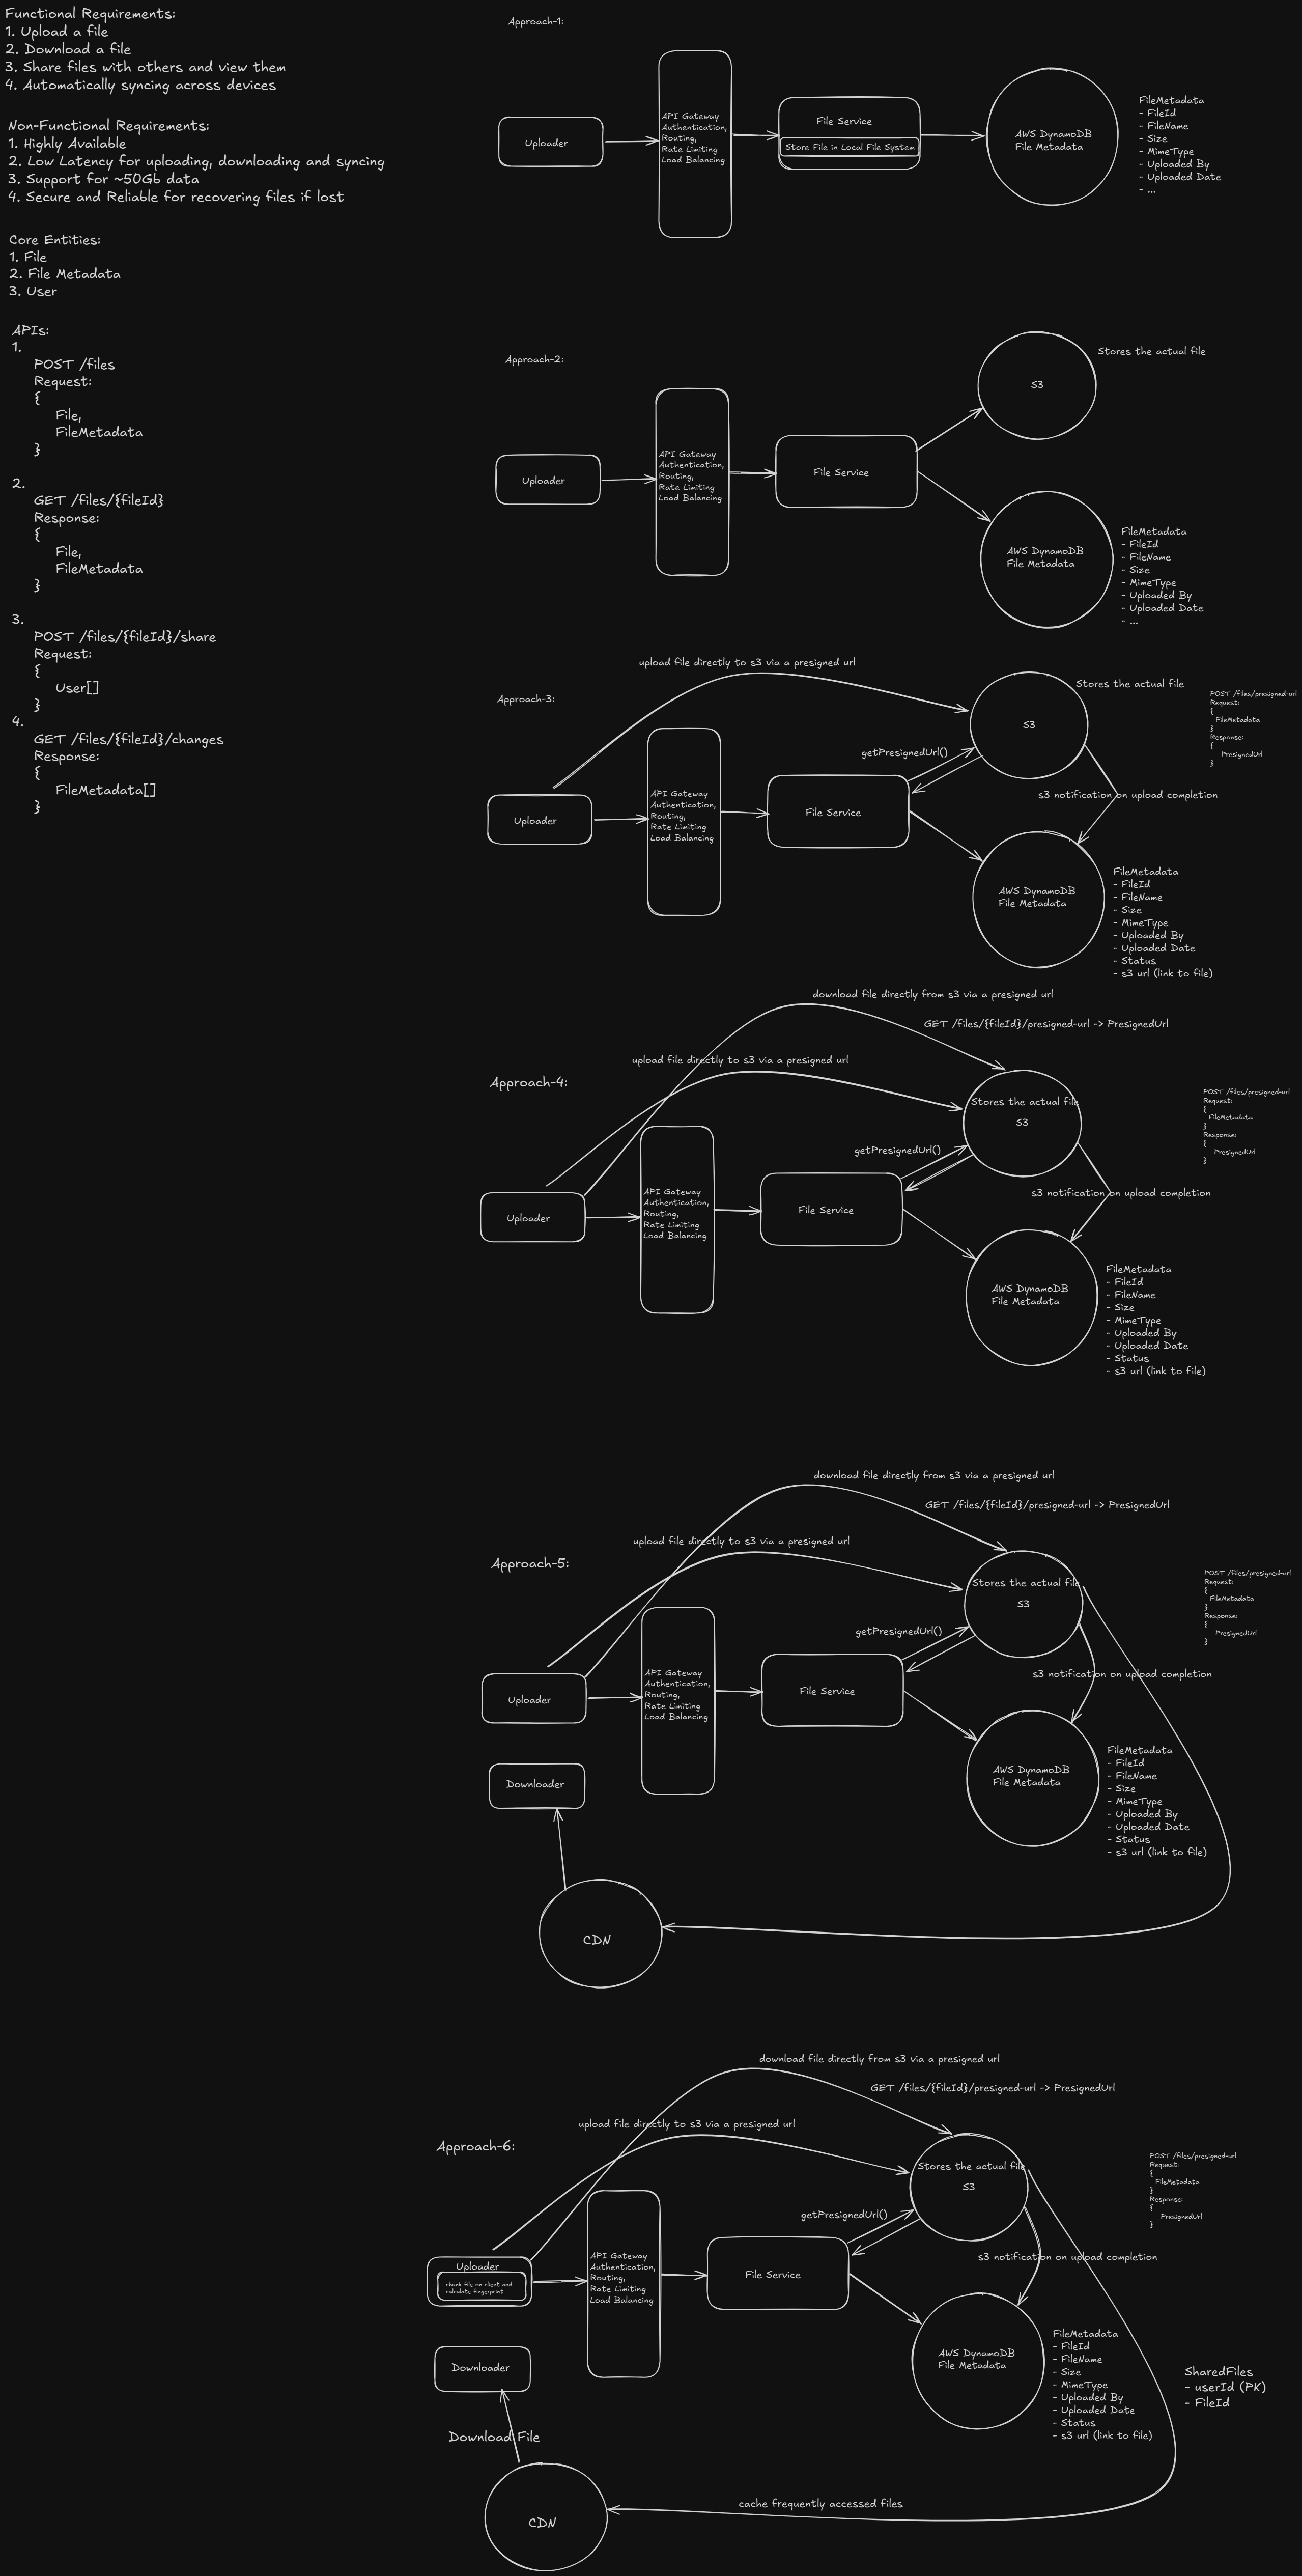 Functional Requirements:
1. Upload a file
2. Download a file
3. Share files with others and view them
4. Automatically syncing across devices
Non-Functional Requirements:
1. Highly Available
2. Low Latency for uploading, downloading and syncing
3. Support for ~50Gb data
4. Secure and Reliable for recovering files if lost
Core Entities:
1. File
2. File Metadata
3. User
APIs:
1.
POST /files
Request:
{
File,
FileMetadata
}
2.
GET /files/{fileId}
Response:
{
File,
FileMetadata
}
3.
POST /files/{fileId}/share
Request:
{
User[]
}
4.
GET /files/{fileId}/changes
Response:
{
FileMetadata[]
}
Approach-1:
Uploader
API Gateway
Authentication,
Routing,
Rate Limiting
Load Balancing
File Service
Store File in Local File System
AWS DynamoDB
File Metadata
FileMetadata
- FileId
- FileName
- Size
- MimeType
- Uploaded By
- Uploaded Date
- ...
Approach-2:
Uploader
API Gateway
Authentication,
Routing,
Rate Limiting
Load Balancing
File Service
S3
Stores the actual file
AWS DynamoDB
File Metadata
FileMetadata
- FileId
- FileName
- Size
- MimeType
- Uploaded By
- Uploaded Date
- ...
Approach-3:
upload file directly to s3 via a presigned url
Uploader
API Gateway
Authentication,
Routing,
Rate Limiting
Load Balancing
File Service
getPresignedUrl()
S3
Stores the actual file
s3 notification on upload completion
POST /files/presigned-url
Request:
{
FileMetadata
}
Response:
{
PresignedUrl
}
AWS DynamoDB
File Metadata
FileMetadata
- FileId
- FileName
- Size
- MimeType
- Uploaded By
- Uploaded Date
- Status
- s3 url (link to file)
Approach-4:
download file directly from s3 via a presigned url
GET /files/{fileId}/presigned-url -> PresignedUrl
upload file directly to s3 via a presigned url
Uploader
API Gateway
Authentication,
Routing,
Rate Limiting
Load Balancing
File Service
getPresignedUrl()
Stores the actual file
S3
s3 notification on upload completion
POST /files/presigned-url
Request:
{
FileMetadata
}
Response:
{
PresignedUrl
}
AWS DynamoDB
File Metadata
FileMetadata
- FileId
- FileName
- Size
- MimeType
- Uploaded By
- Uploaded Date
- Status
- s3 url (link to file)
Approach-5:
download file directly from s3 via a presigned url
GET /files/{fileId}/presigned-url -> PresignedUrl
upload file directly to s3 via a presigned url
Uploader
API Gateway
Authentication,
Routing,
Rate Limiting
Load Balancing
File Service
getPresignedUrl()
Stores the actual file
S3
s3 notification on upload completion
POST /files/presigned-url
Request:
{
FileMetadata
}
Response:
{
PresignedUrl
}
AWS DynamoDB
File Metadata
FileMetadata
- FileId
- FileName
- Size
- MimeType
- Uploaded By
- Uploaded Date
- Status
- s3 url (link to file)
Downloader
CDN
Approach-6:
download file directly from s3 via a presigned url
GET /files/{fileId}/presigned-url -> PresignedUrl
upload file directly to s3 via a presigned url
Uploader
chunk file on client and
calculate fingerprint
API Gateway
Authentication,
Routing,
Rate Limiting
Load Balancing
File Service
getPresignedUrl()
Stores the actual file
S3
s3 notification on upload completion
POST /files/presigned-url
Request:
{
FileMetadata
}
Response:
{
PresignedUrl
}
AWS DynamoDB
File Metadata
FileMetadata
- FileId
- FileName
- Size
- MimeType
- Uploaded By
- Uploaded Date
- Status
- s3 url (link to file)
SharedFiles
- userId (PK)
- FileId
Downloader
Download File
CDN
cache frequently accessed files